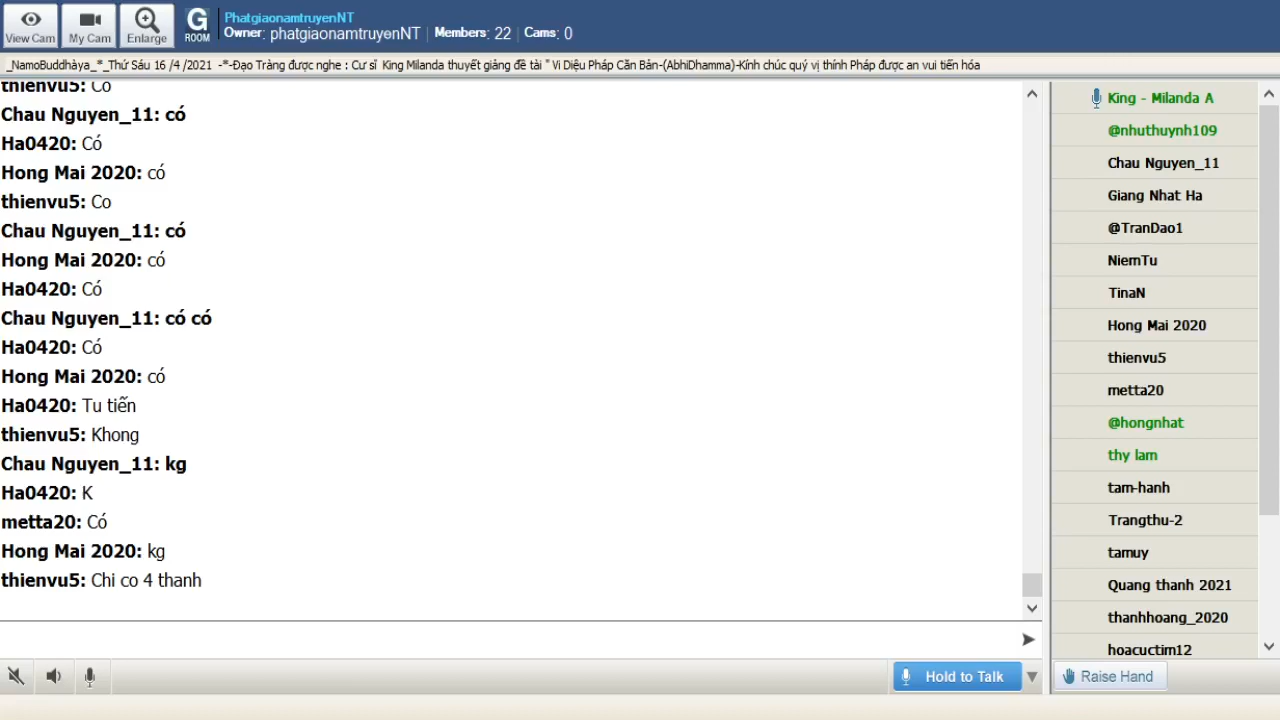 View Cam
My Cam
Enlarge
G
ROOM
PhatgiaonamtruyenNT
Owner: phatgiaonamtruyenNT | Members: 22 | Cams: 0
_NamoBuddhàya_*_Thứ Sáu 16 /4 /2021 -*-Đạo Tràng được nghe : Cư sĩ King Milanda thuyết giảng đề tài " Vi Diệu Pháp Căn Bản-(AbhiDhamma)-Kính chúc quý vị thính Pháp được an vui tiến hóa
thienvu5: Co
Chau Nguyen_11: có
Ha0420: Có
Hong Mai 2020: có
thienvu5: Co
Chau Nguyen_11: có
Hong Mai 2020: có
Ha0420: Có
Chau Nguyen_11: có có
Ha0420: Có
Hong Mai 2020: có
Ha0420: Tu tiến
thienvu5: Khong
Chau Nguyen_11: kg
Ha0420: K
metta20: Có
Hong Mai 2020: kg
thienvu5: Chi co 4 thanh
King - Milanda A
@nhuthuynh109
Chau Nguyen_11
Giang Nhat Ha
@TranDao1
NiemTu
TinaN
Hong Mai 2020
thienvu5
metta20
@hongnhat
thy lam
tam-hanh
Trangthu-2
tamuy
Quang thanh 2021
thanhhoang_2020
hoacuctim12
Hold to Talk
Raise Hand